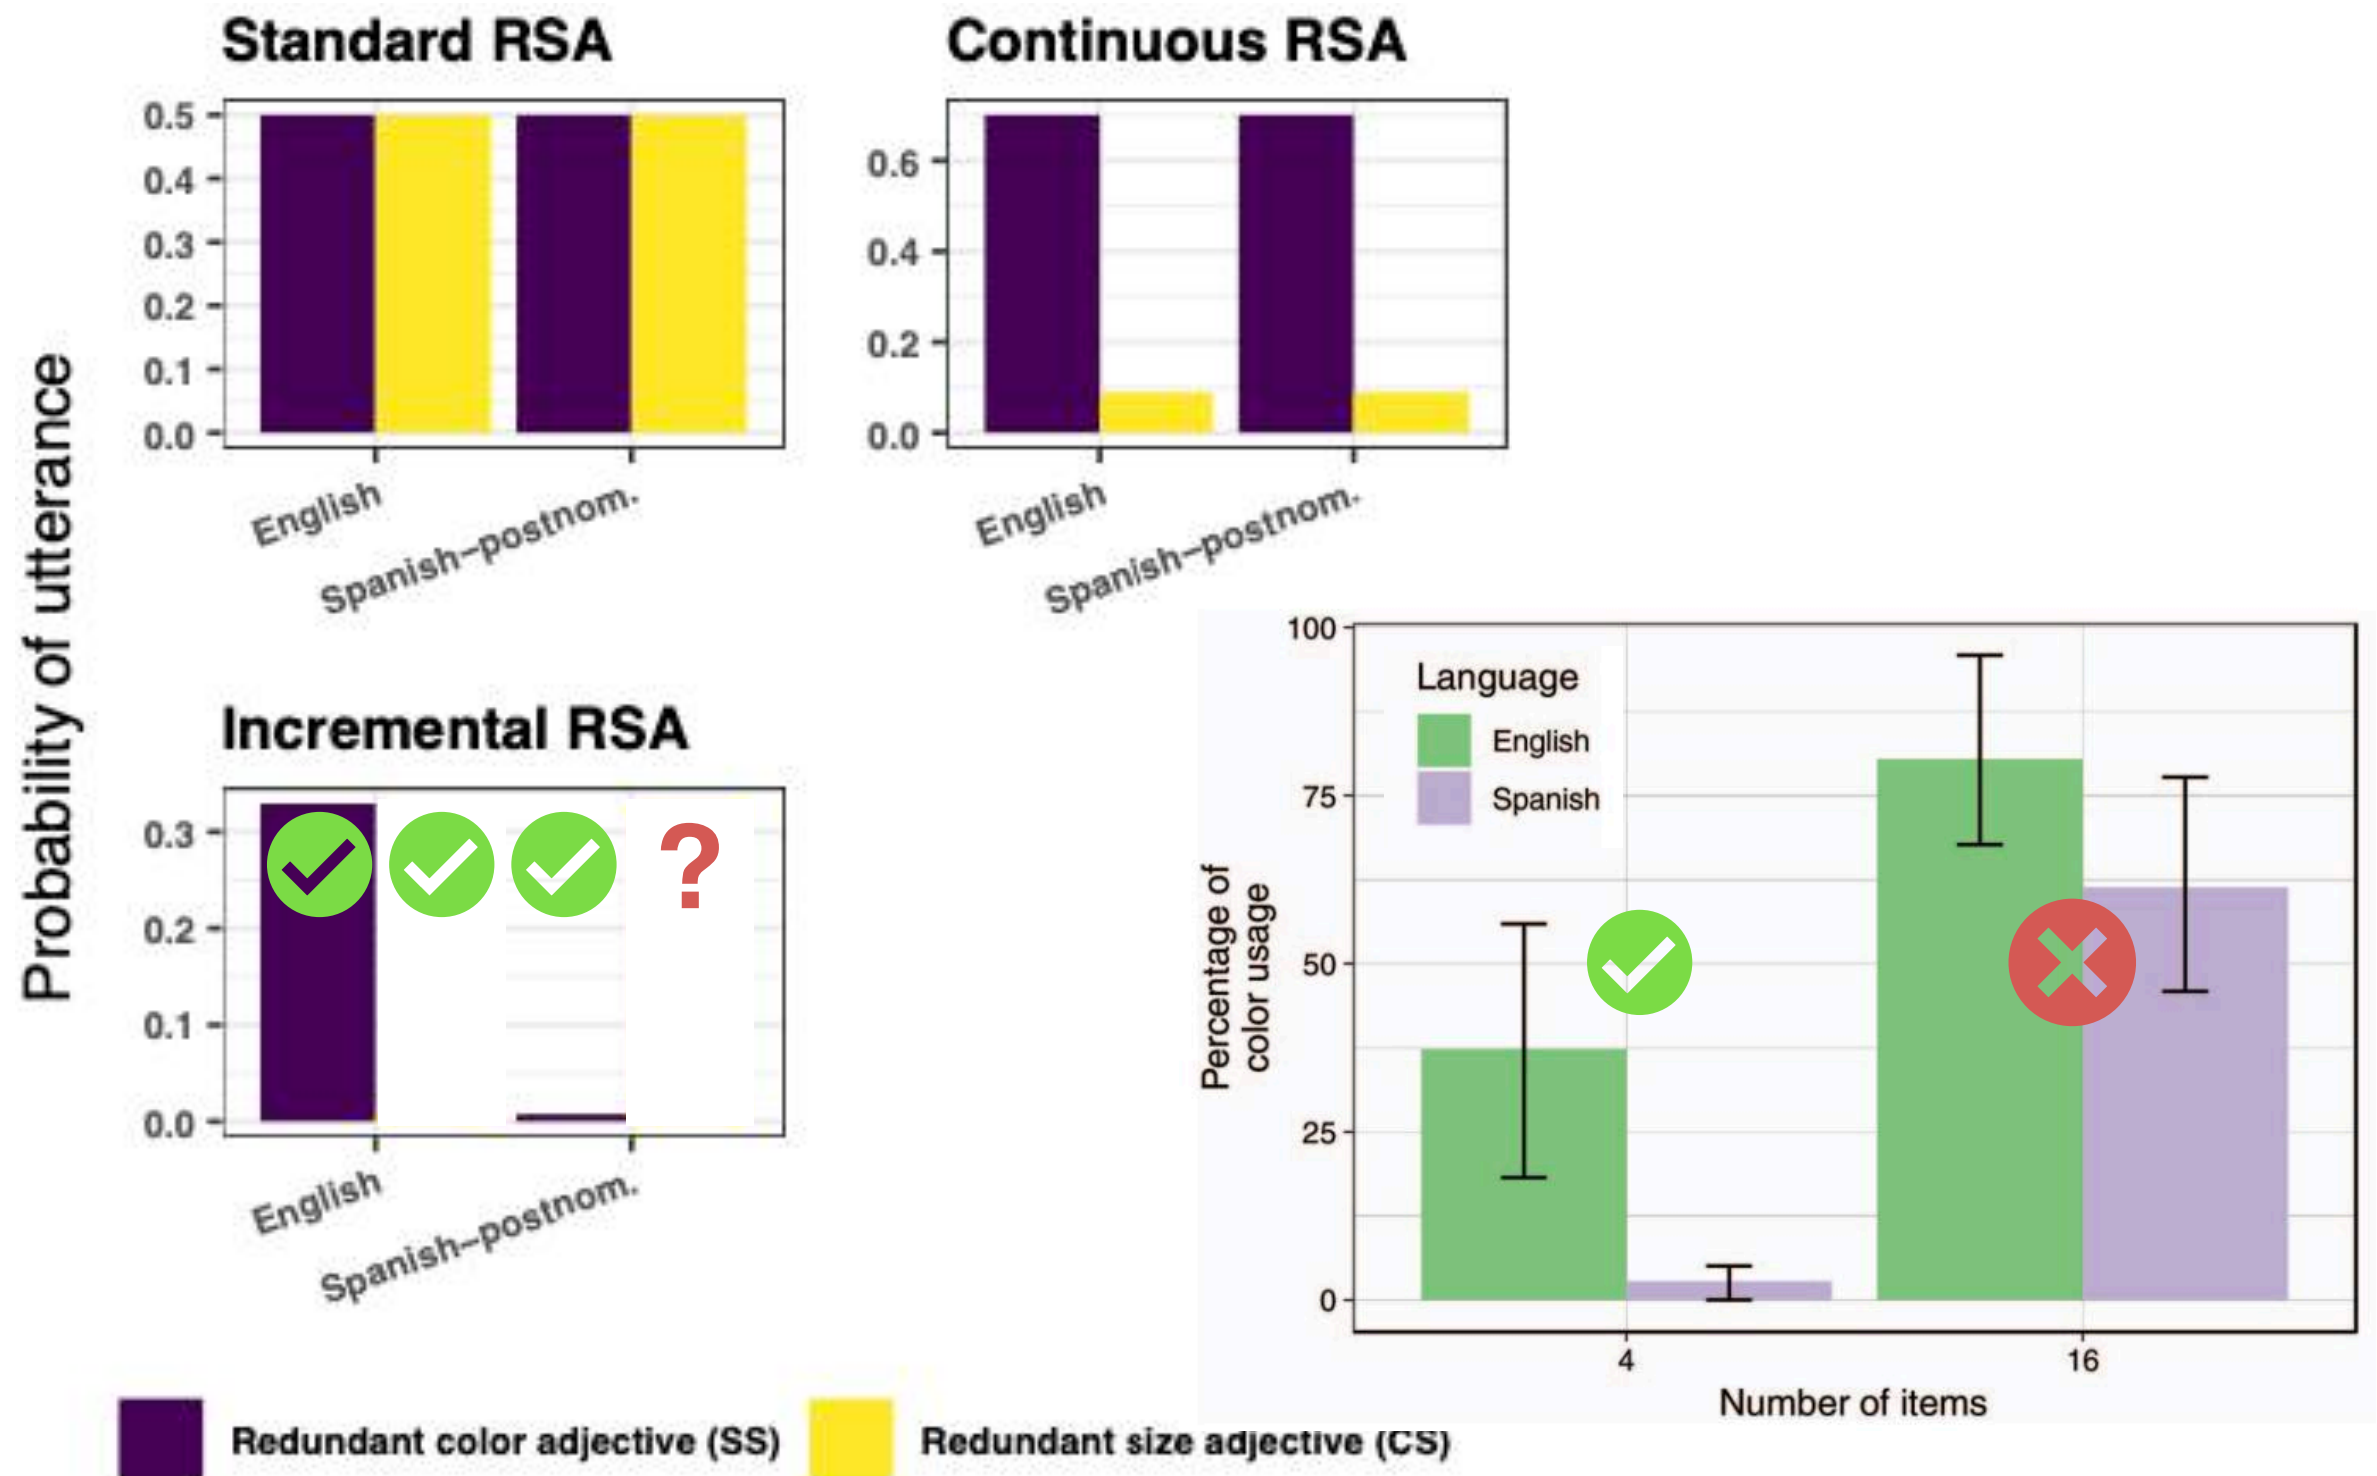 Standard RSA
Continuous RSA
Probability of utterance
0.5
0.4
0.3
0.2
0.1
0.0
English
Spanish-postnom.
0.6
0.4
0.2
0.0
English
Spanish-postnom.
Incremental RSA
0.3
0.2
0.1
0.0
?
English
Spanish-postnom.
Percentage of
color usage
100
75
50
25
0
Language
English
Spanish
4
16
Number of items
Redundant color adjective (SS)
Redundant size adjective (CS)